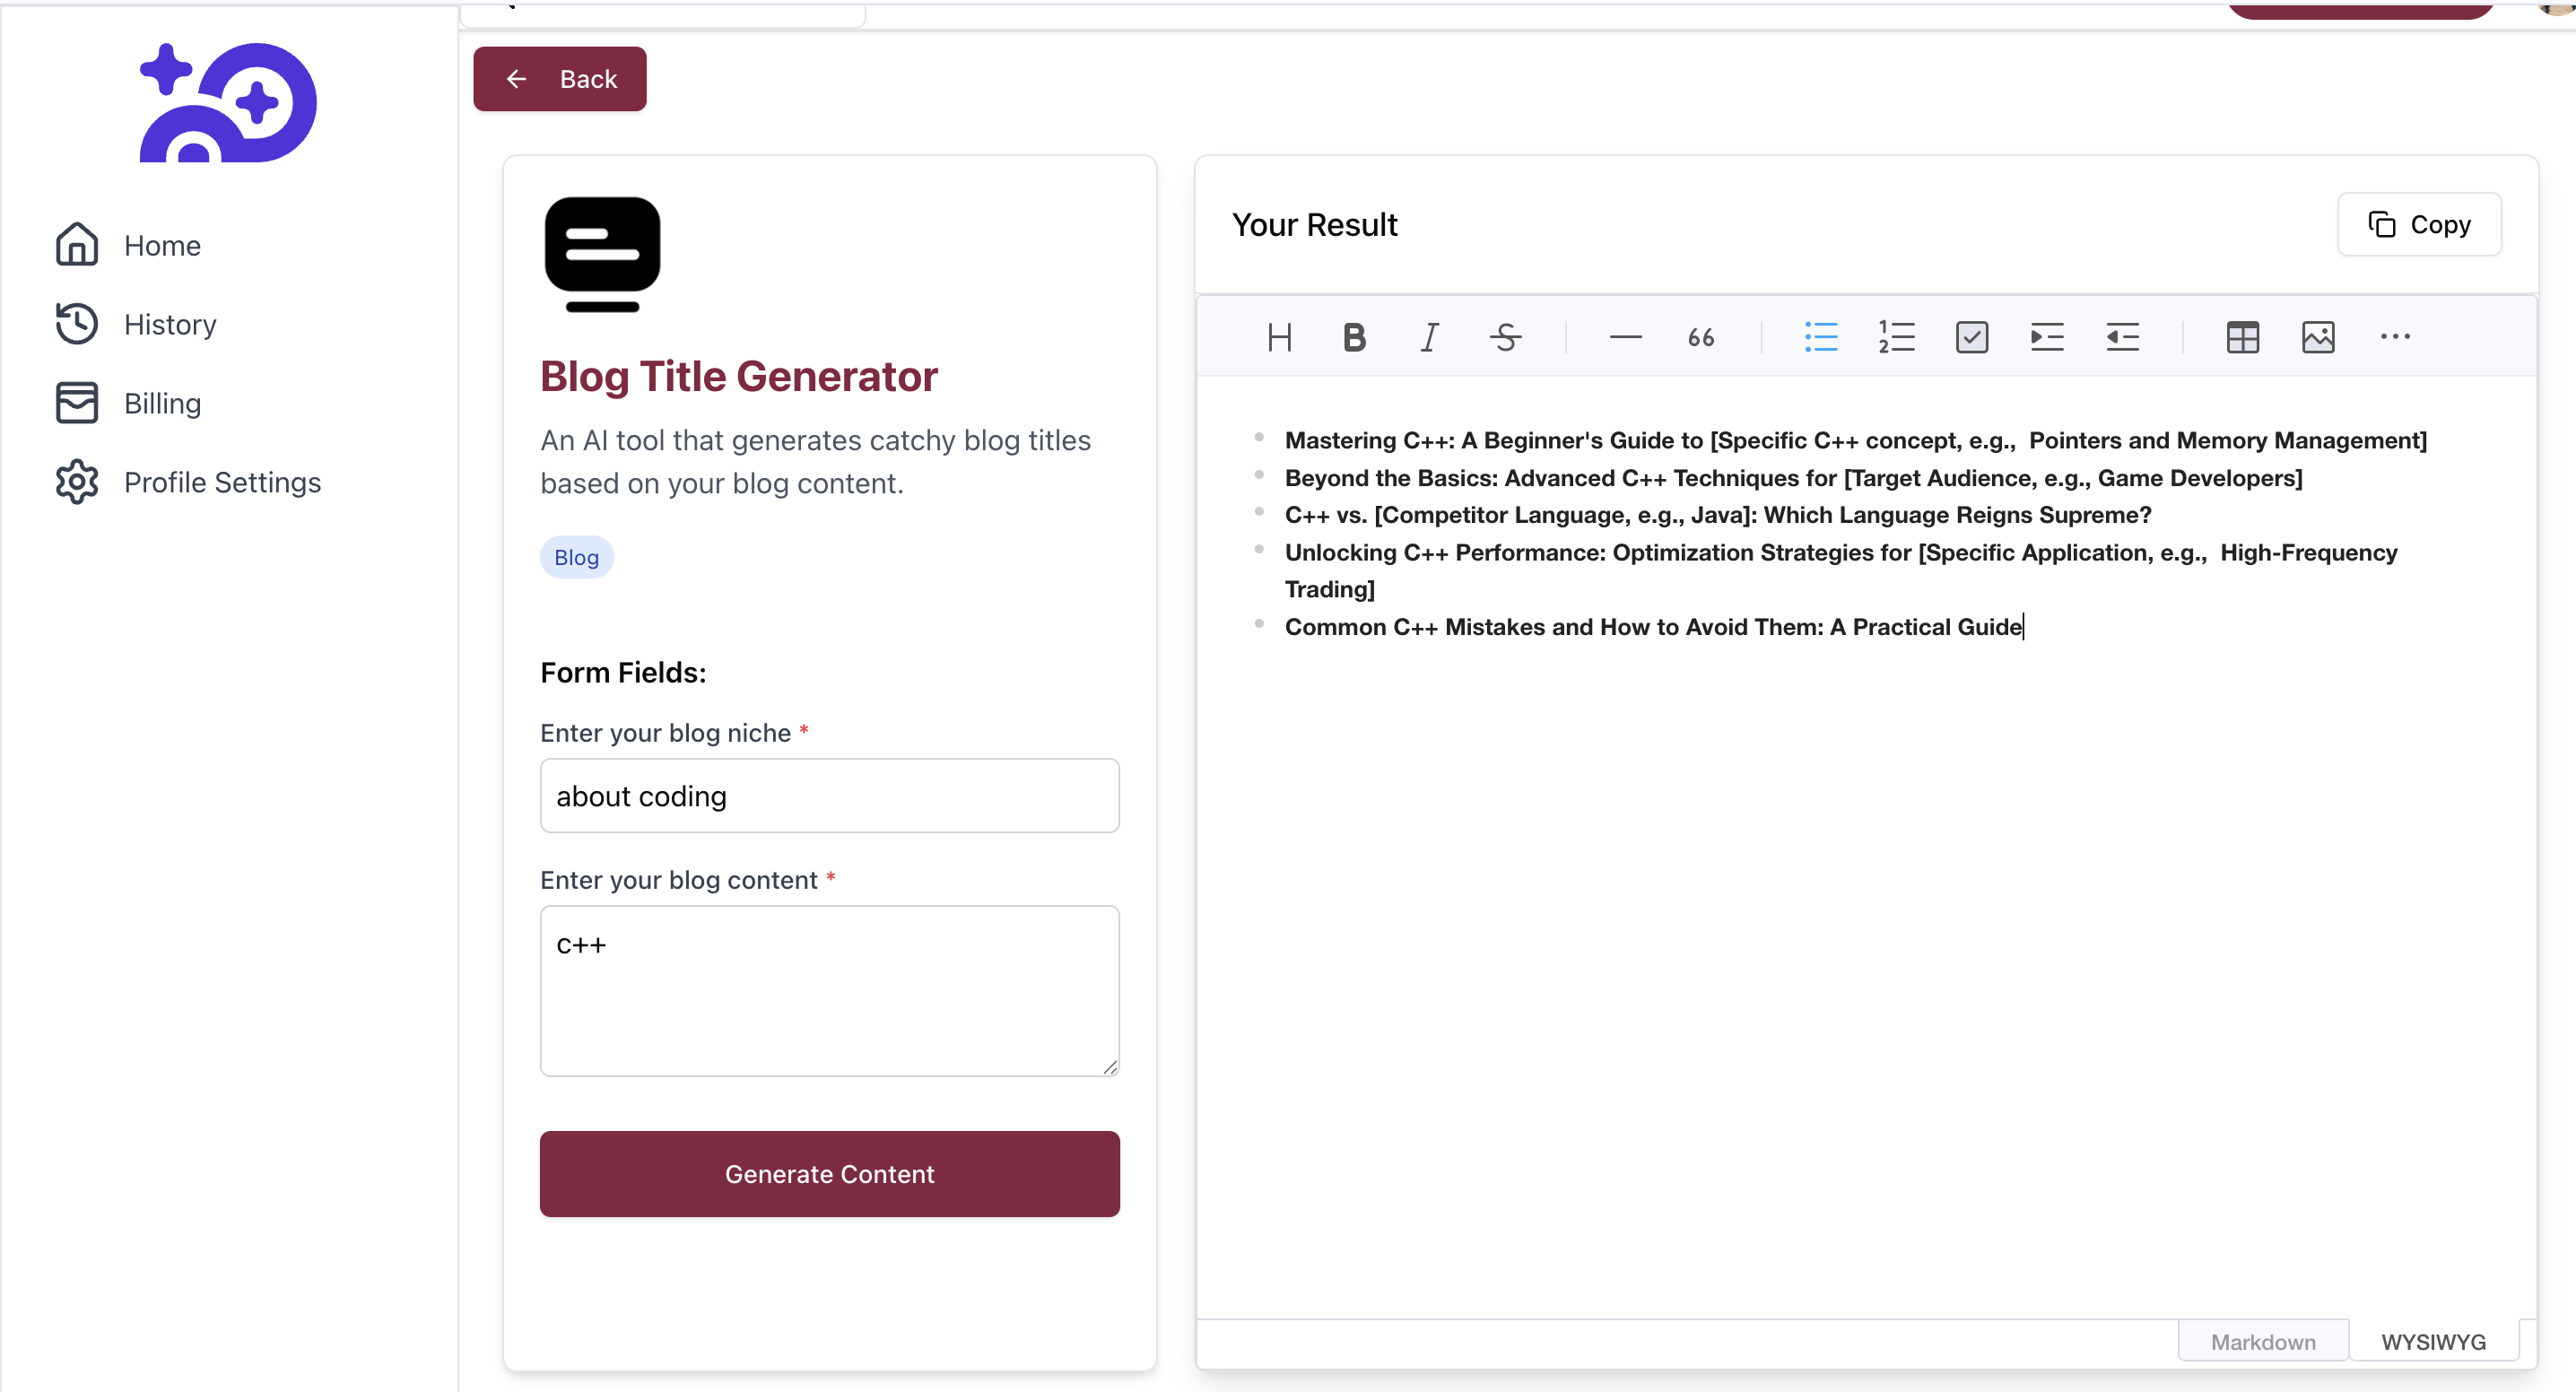 Back
Home
History
Billing
Profile Settings
Blog Title Generator
An AI tool that generates catchy blog titles
based on your blog content.
Blog
Form Fields:
Enter your blog niche *
about coding
Enter your blog content *
c++
Generate Content
Your Result
Copy
Mastering C++: A Beginner's Guide to [Specific C++ concept, e.g., Pointers and Memory Management]
Beyond the Basics: Advanced C++ Techniques for [Target Audience, e.g., Game Developers]
C++ vs. [Competitor Language, e.g., Java]: Which Language Reigns Supreme?
Unlocking C++ Performance: Optimization Strategies for [Specific Application, e.g., High-Frequency
Trading]
Common C++ Mistakes and How to Avoid Them: A Practical Guide
Markdown
WYSIWYG